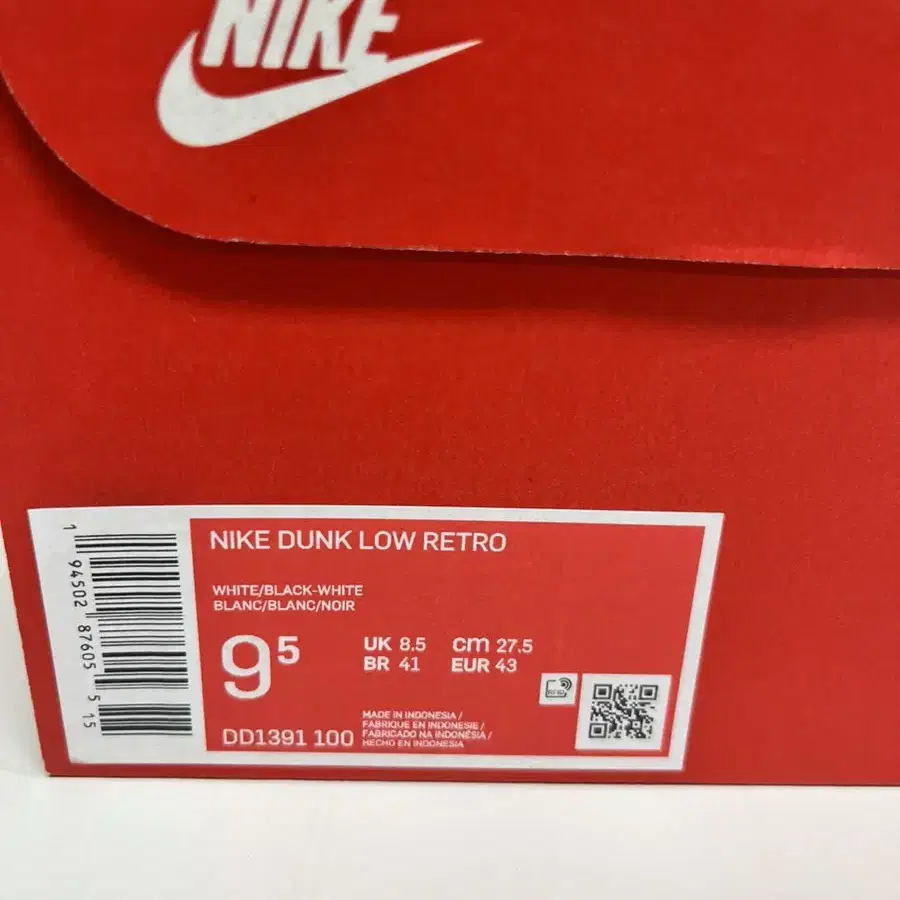 NIKE
NIKE DUNK LOW RETRO
WHITE/BLACK-WHITE
BLANC/BLANC/NOIR
9⁵
UK 8.5 cm 27.5
BR 41 EUR 43
DD1391 100
MADE IN INDONESIA /
FABRIQUE EN INDONESIE /
FABRICADO NA INDONÉSIA /
HECHO EN INDONESIA
1 94502 87605 5 15